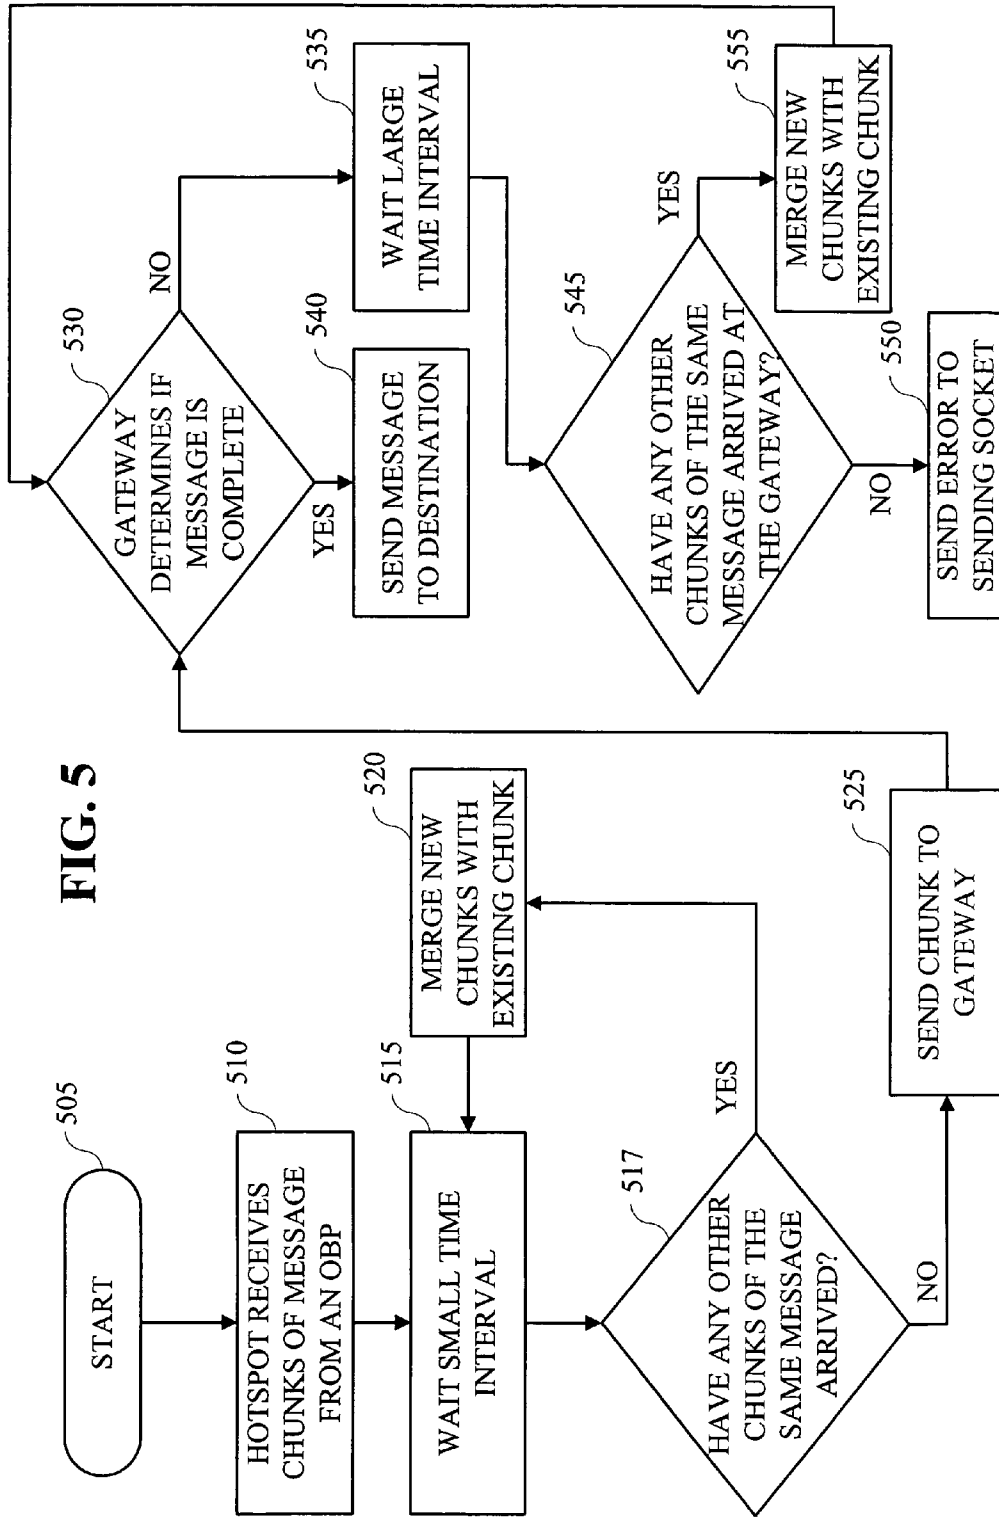 FIG. 5
START
505
HOTSPOT RECEIVES
CHUNKS OF MESSAGE
FROM AN OBP
510
WAIT SMALL TIME
INTERVAL
515
HAVE ANY OTHER
CHUNKS OF THE
SAME MESSAGE
ARRIVED?
517
YES
NO
MERGE NEW
CHUNKS WITH
EXISTING CHUNK
520
SEND CHUNK TO
GATEWAY
525
GATEWAY
DETERMINES IF
MESSAGE IS
COMPLETE
530
YES
NO
SEND MESSAGE
TO DESTINATION
540
WAIT LARGE
TIME INTERVAL
535
HAVE ANY OTHER
CHUNKS OF THE SAME
MESSAGE ARRIVED AT
THE GATEWAY?
545
YES
NO
SEND ERROR TO
SENDING SOCKET
550
MERGE NEW
CHUNKS WITH
EXISTING CHUNK
555